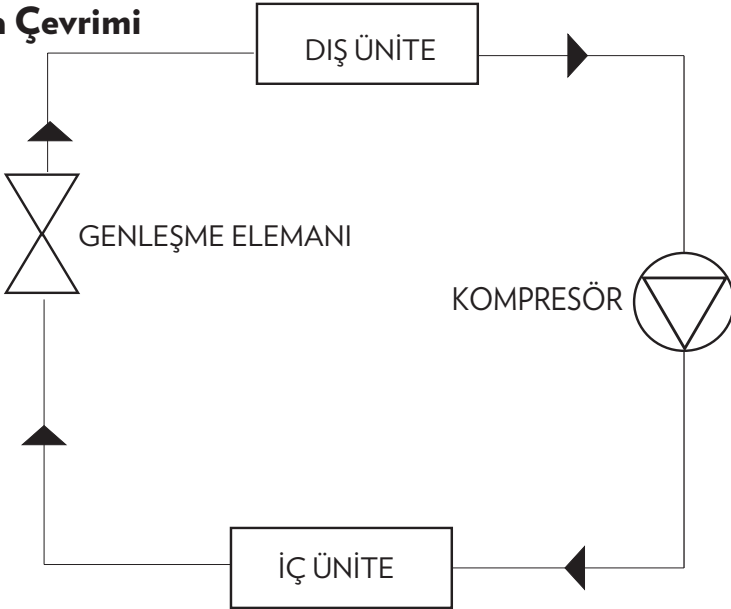 Çevrimi
DIŞ ÜNİTE
GENLEŞME ELEMANI
KOMPRESÖR
İÇ ÜNİTE